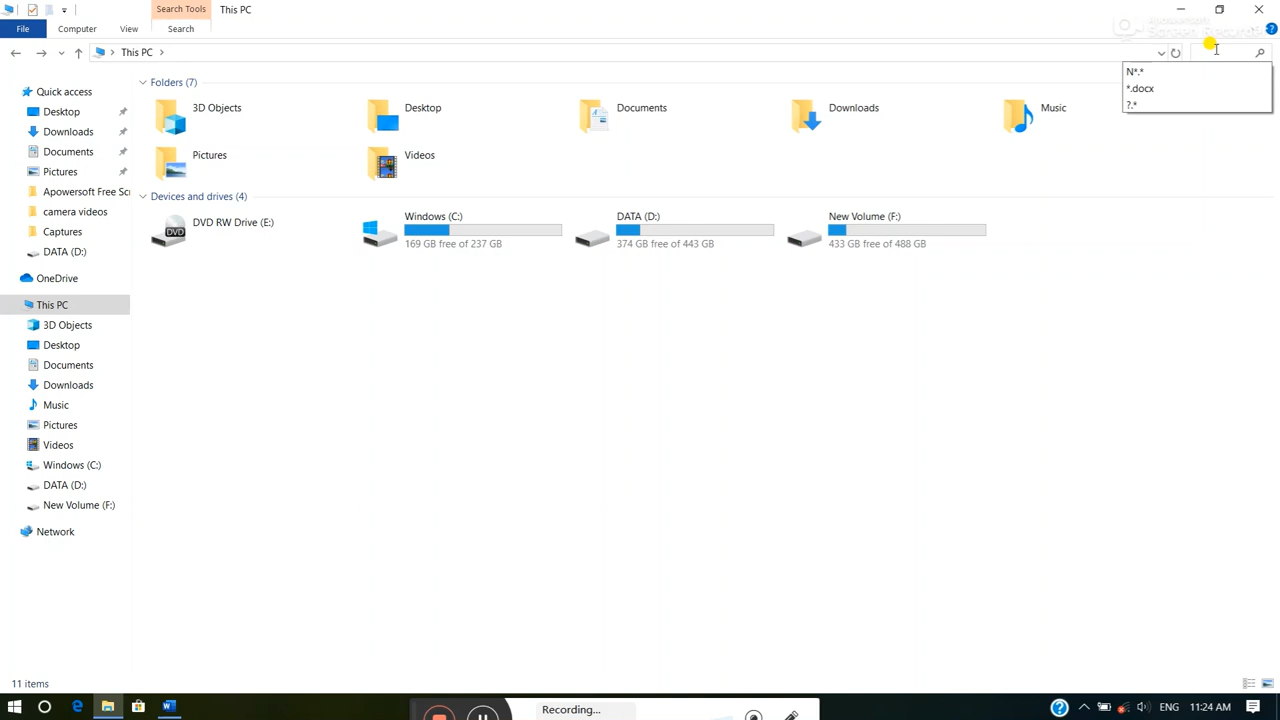 Search Tools
This PC
File
Computer
View
Search
Apowersoft
Screen Recorder
This PC
N*.*
*.docx
?.*
Quick access
Desktop
Downloads
Documents
Pictures
Apowersoft Free Scr
camera videos
Captures
DATA (D:)
OneDrive
This PC
3D Objects
Desktop
Documents
Downloads
Music
Pictures
Videos
Windows (C:)
DATA (D:)
New Volume (F:)
Network
Folders (7)
3D Objects
Desktop
Documents
Downloads
Music
Pictures
Videos
Devices and drives (4)
DVD RW Drive (E:)
DVD
Windows (C:)
169 GB free of 237 GB
DATA (D:)
374 GB free of 443 GB
New Volume (F:)
433 GB free of 488 GB
11 items
Recording...
11:24 AM